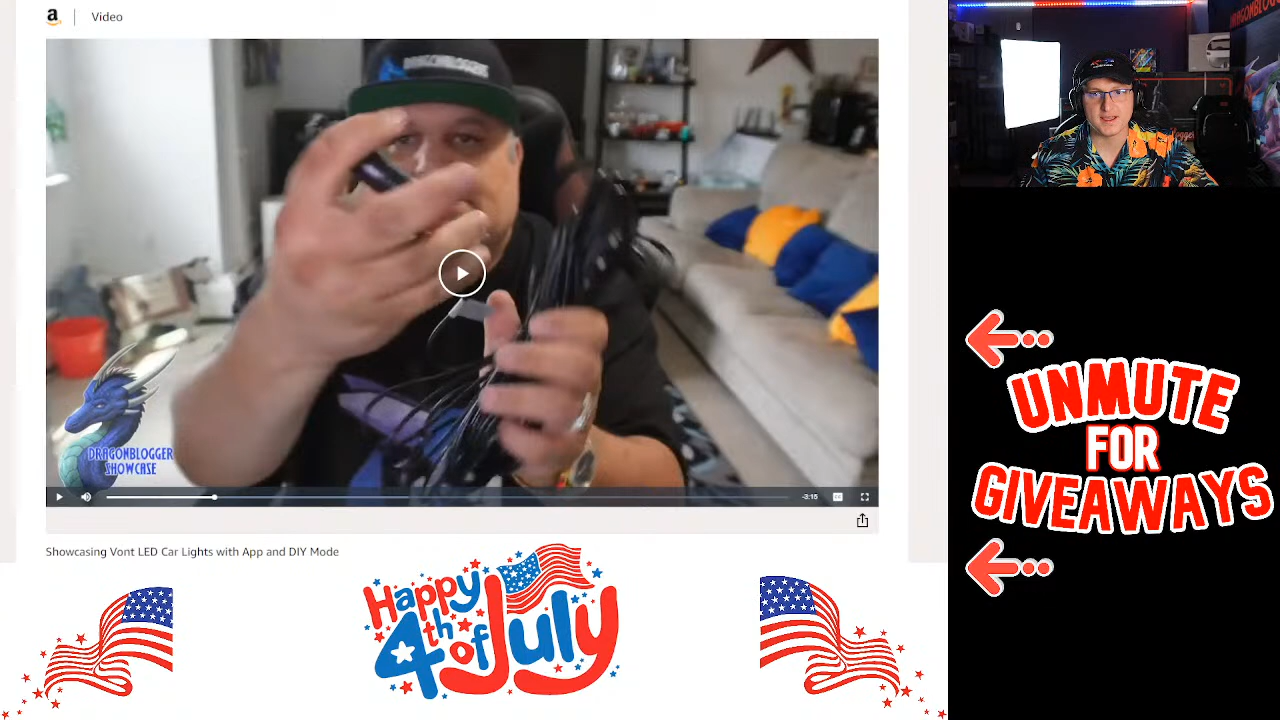 a
Video
DRAGONBLOGGER
DRAGONBLOGGER
SHOWCASE
-3:15
CC
Showcasing Vont LED Car Lights with App and DIY Mode
Happy
4th of July
UNMUTE
FOR
GIVEAWAYS